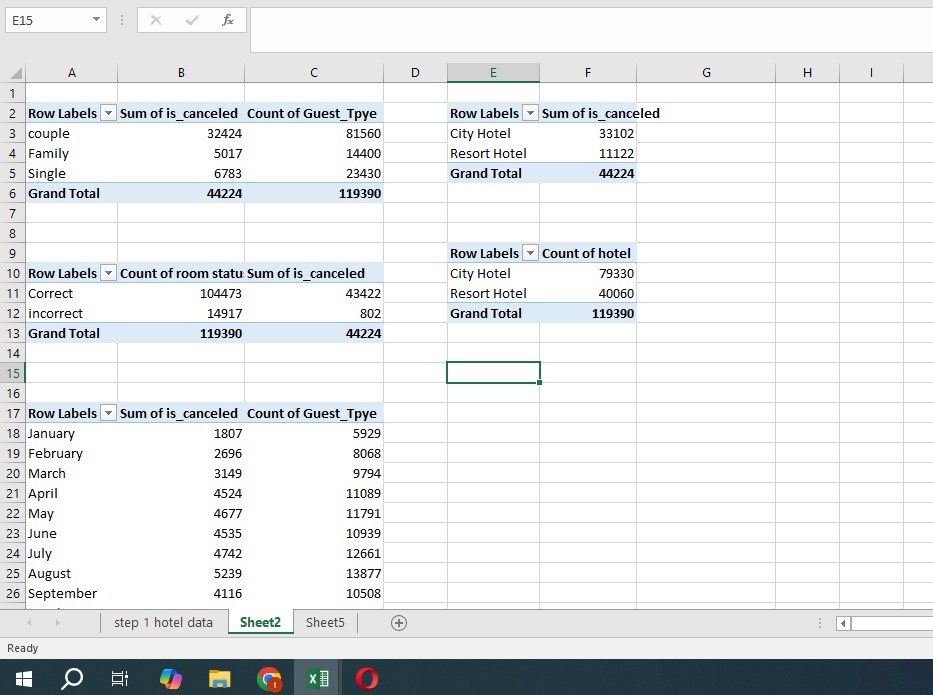 E15 fx
A B C D E F G H I
1
2 Row Labels Sum of is_canceled Count of Guest_Tpye Row Labels Sum of is_canceled
3 couple 32424 81560 City Hotel 33102
4 Family 5017 14400 Resort Hotel 11122
5 Single 6783 23430 Grand Total 44224
6 Grand Total 44224 119390
7
8
9 Row Labels Count of hotel
10 Row Labels Count of room statu Sum of is_canceled City Hotel 79330
11 Correct 104473 43422 Resort Hotel 40060
12 incorrect 14917 802 Grand Total 119390
13 Grand Total 119390 44224
14
15
16
17 Row Labels Sum of is_canceled Count of Guest_Tpye
18 January 1807 5929
19 February 2696 8068
20 March 3149 9794
21 April 4524 11089
22 May 4677 11791
23 June 4535 10939
24 July 4742 12661
25 August 5239 13877
26 September 4116 10508
step 1 hotel data Sheet2 Sheet5
Ready